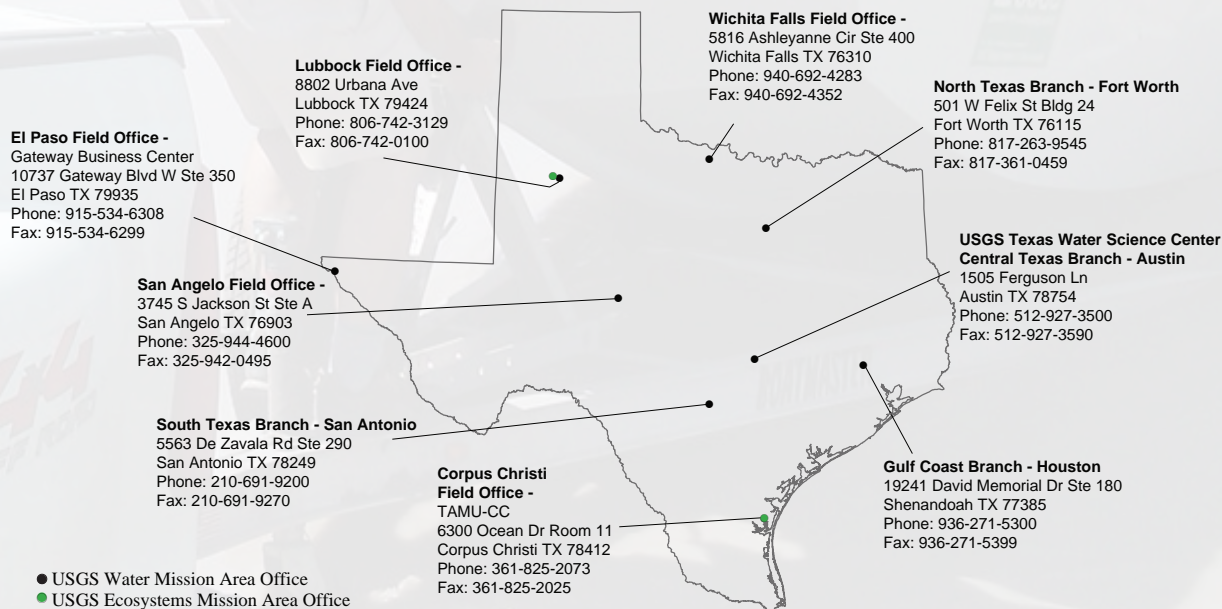 Wichita Falls Field Office -
5816 Ashleyanne Cir Ste 400
Wichita Falls TX 76310
Phone: 940-692-4283
Fax: 940-692-4352
Lubbock Field Office -
8802 Urbana Ave
Lubbock TX 79424
Phone: 806-742-3129
Fax: 806-742-0100
North Texas Branch - Fort Worth
501 W Felix St Bldg 24
Fort Worth TX 76115
Phone: 817-263-9545
Fax: 817-361-0459
El Paso Field Office -
Gateway Business Center
10737 Gateway Blvd W Ste 350
El Paso TX 79935
Phone: 915-534-6308
Fax: 915-534-6299
USGS Texas Water Science Center
Central Texas Branch - Austin
1505 Ferguson Ln
Austin TX 78754
Phone: 512-927-3500
Fax: 512-927-3590
San Angelo Field Office -
3745 S Jackson St Ste A
San Angelo TX 76903
Phone: 325-944-4600
Fax: 325-942-0495
South Texas Branch - San Antonio
5563 De Zavala Rd Ste 290
San Antonio TX 78249
Phone: 210-691-9200
Fax: 210-691-9270
Corpus Christi
Field Office -
TAMU-CC
6300 Ocean Dr Room 11
Corpus Christi TX 78412
Phone: 361-825-2073
Fax: 361-825-2025
Gulf Coast Branch - Houston
19241 David Memorial Dr Ste 180
Shenandoah TX 77385
Phone: 936-271-5300
Fax: 936-271-5399
USGS Water Mission Area Office
USGS Ecosystems Mission Area Office